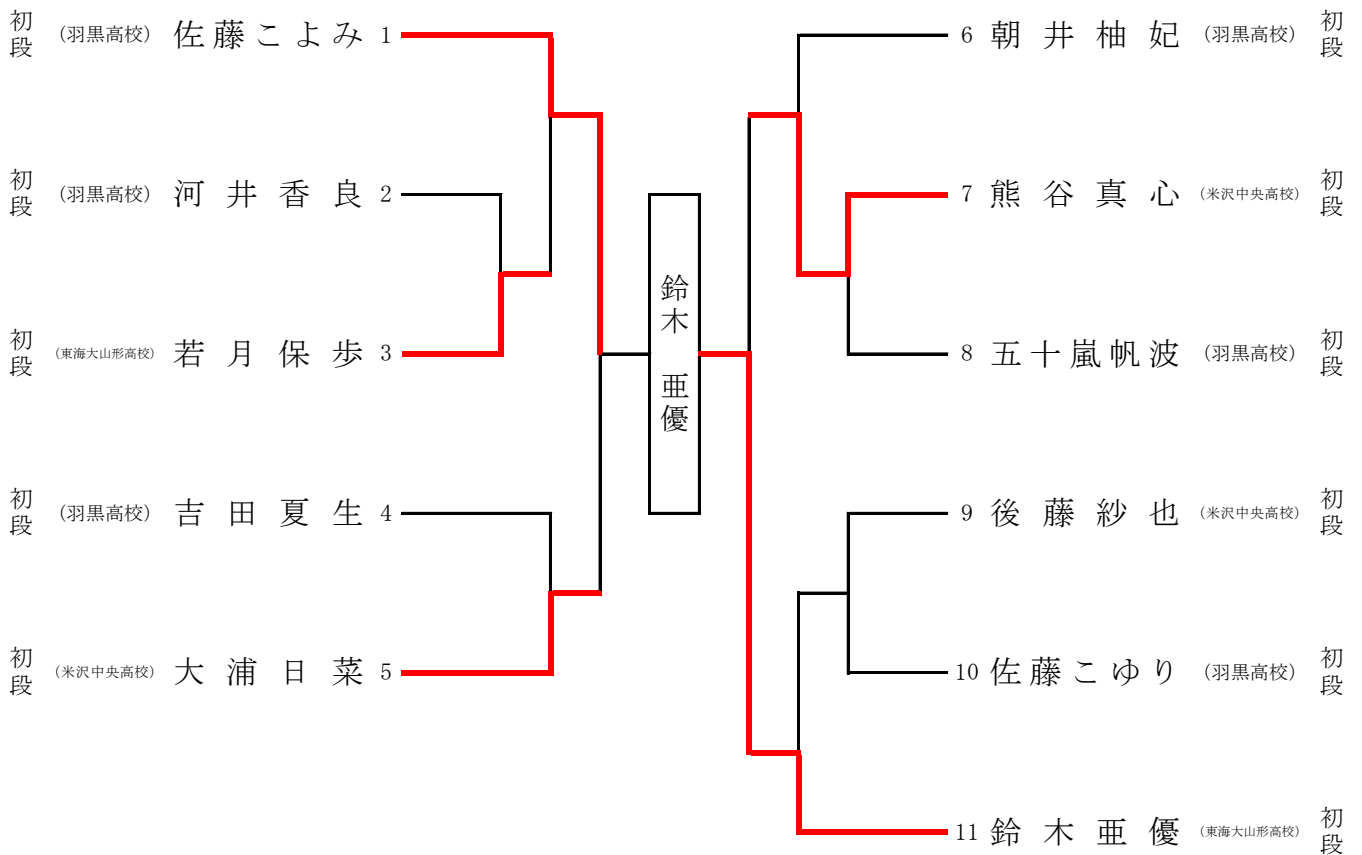 初段 (羽黒高校) 佐藤こよみ 1
初段 (羽黒高校) 河井香良 2
初段 (東海大山形高校) 若月保歩 3
初段 (羽黒高校) 吉田夏生 4
初段 (米沢中央高校) 大浦日菜 5
鈴木 亜優
6 朝井柚妃 (羽黒高校) 初段
7 熊谷真心 (米沢中央高校) 初段
8 五十嵐帆波 (羽黒高校) 初段
9 後藤紗也 (米沢中央高校) 初段
10 佐藤こゆり (羽黒高校) 初段
11 鈴木亜優 (東海大山形高校) 初段